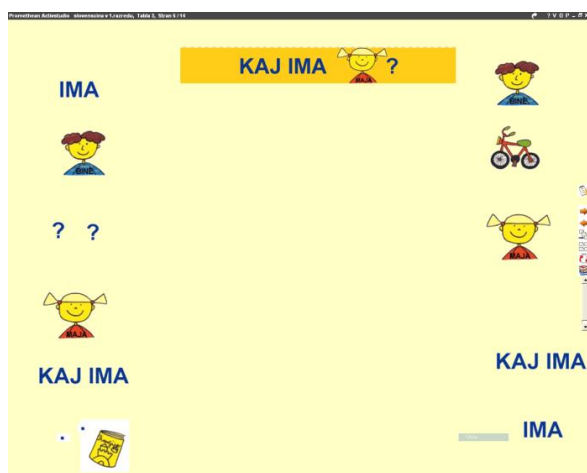 Promethean Activstudio slovenscina v 1.razredu, Tabla 3, Stran 6 / 14
KAJ IMA MAJA ?
IMA
BINE
BINE
? ?
MAJA
MAJA
KAJ IMA
KAJ IMA
IMA